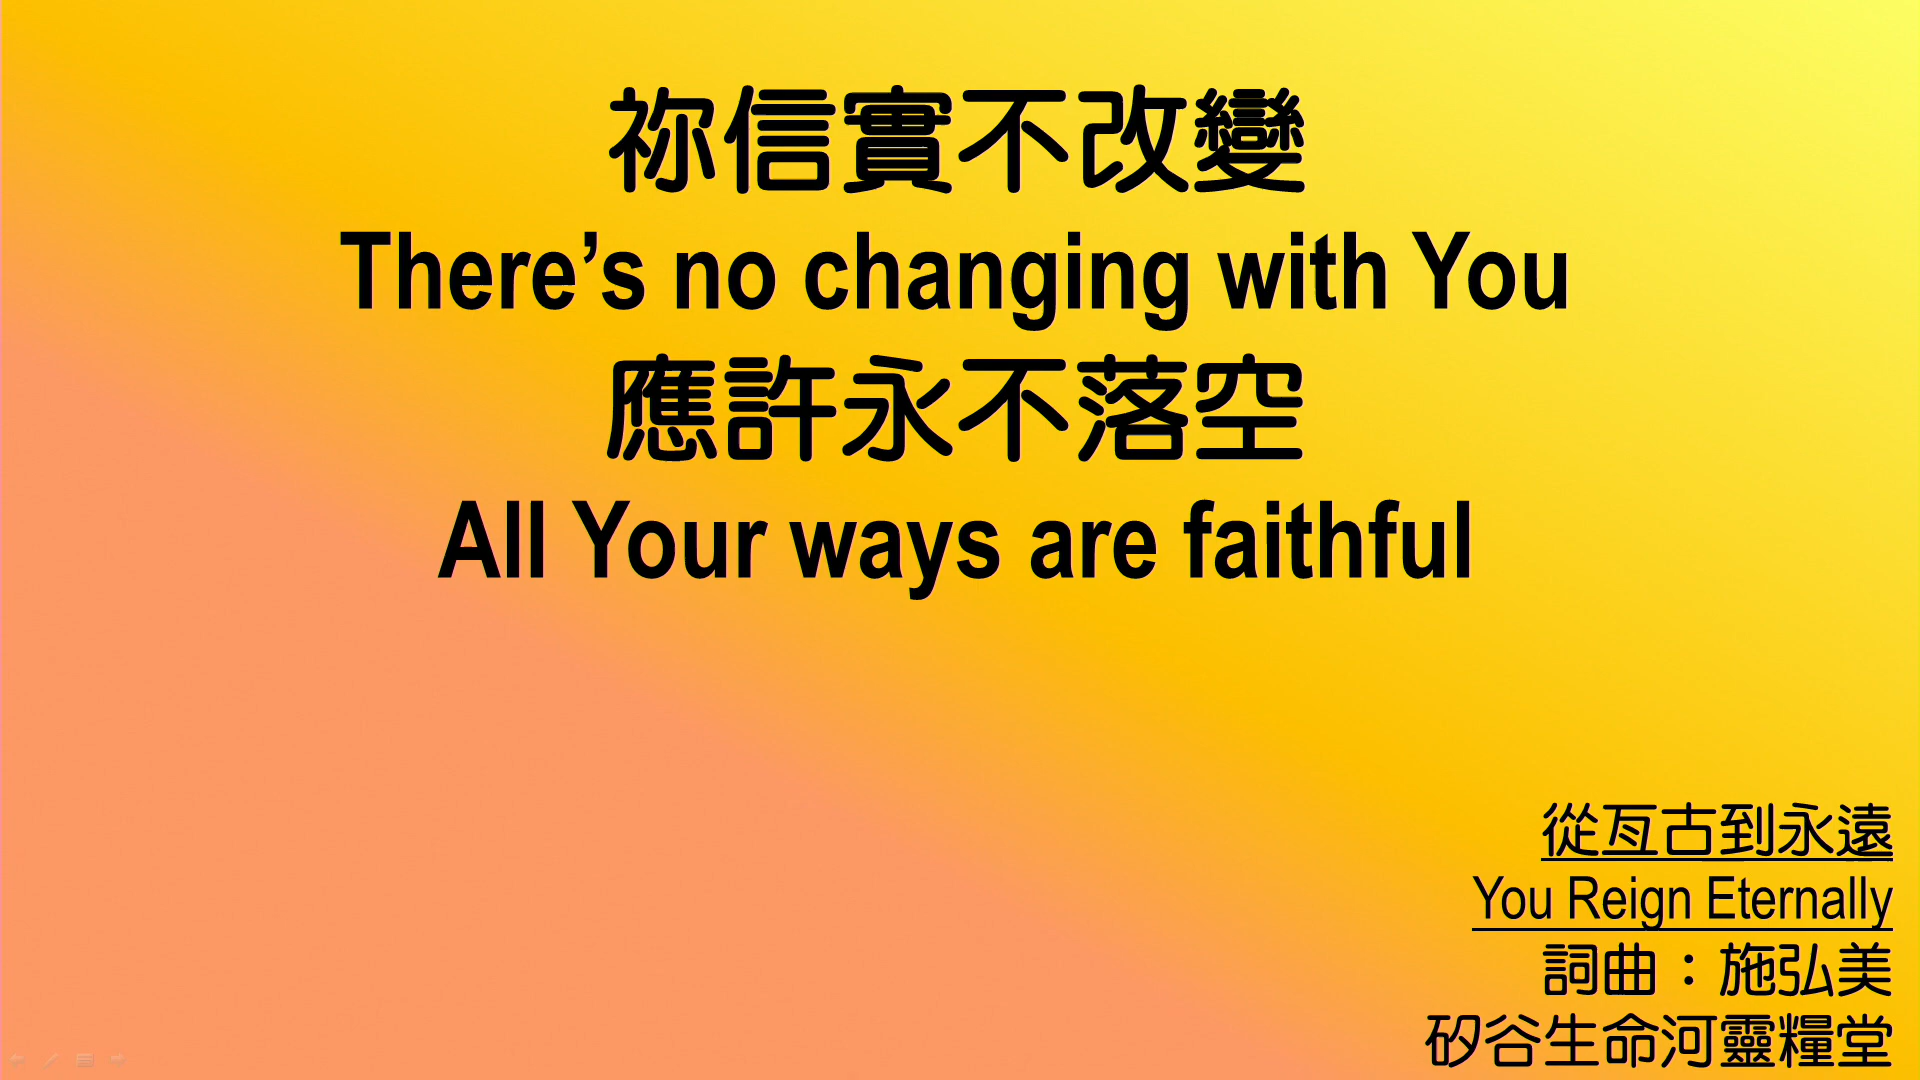 祢信實不改變
There’s no changing with You
應許永不落空
All Your ways are faithful
從亙古到永遠
You Reign Eternally
詞曲：施弘美
矽谷生命河靈糧堂